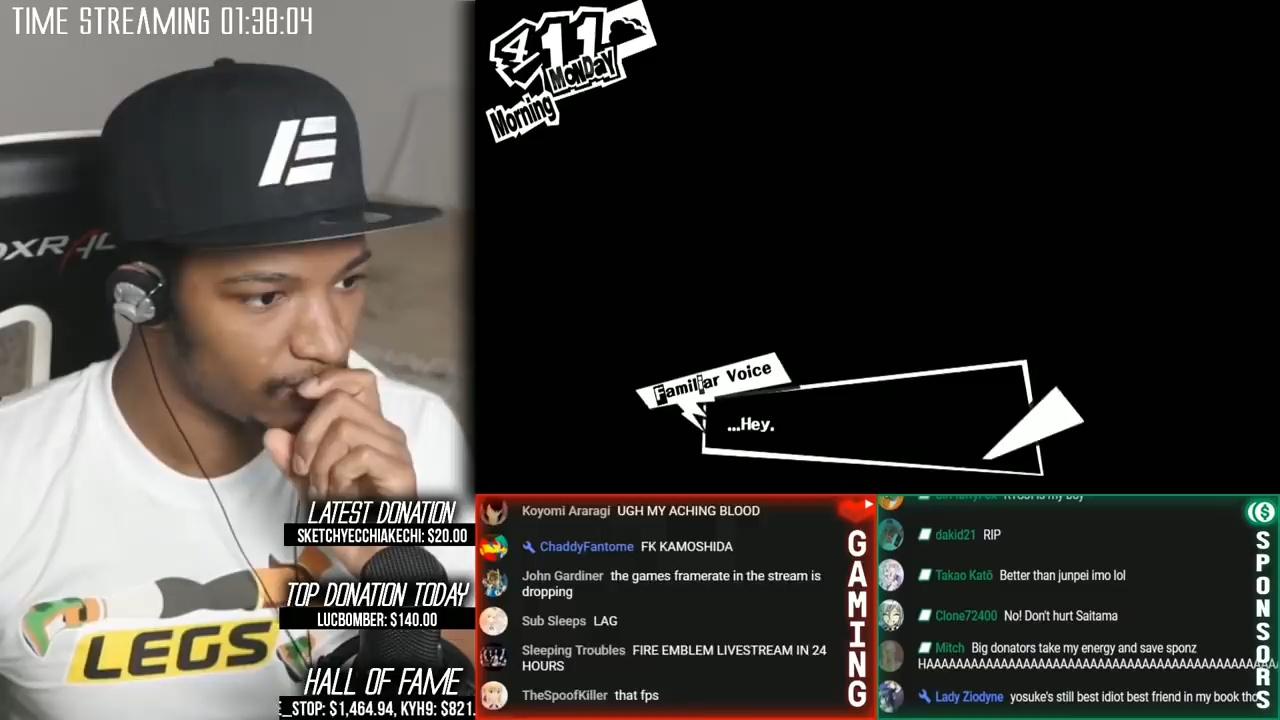 TIME STREAMING 01:38:04
4/11
MONDAY
Morning
DXRA
Familiar Voice
...Hey.
LATEST DONATION
SKETCHYECCHIAKECHI: $20.00
TOP DONATION TODAY
LUCBOMBER: $140.00
LEGS
HALL OF FAME
E_STOP: $1,464.94, KYH9: $821.
Koyomi Araragi UGH MY ACHING BLOOD
ChaddyFantome FK KAMOSHIDA
John Gardiner the games framerate in the stream is
dropping
Sub Sleeps LAG
Sleeping Troubles FIRE EMBLEM LIVESTREAM IN 24
HOURS
TheSpoofKiller that fps
GAMING
dakid21 RIP
Takao Katō Better than junpei imo lol
Clone72400 No! Don't hurt Saitama
Mitch Big donators take my energy and save sponz
HAAAAAAAAAAAAAAAAAAAAAAAAAAAAAAAAAAAAAAAAAAAA
Lady Ziodyne yosuke's still best idiot best friend in my book tho
SPONSORS